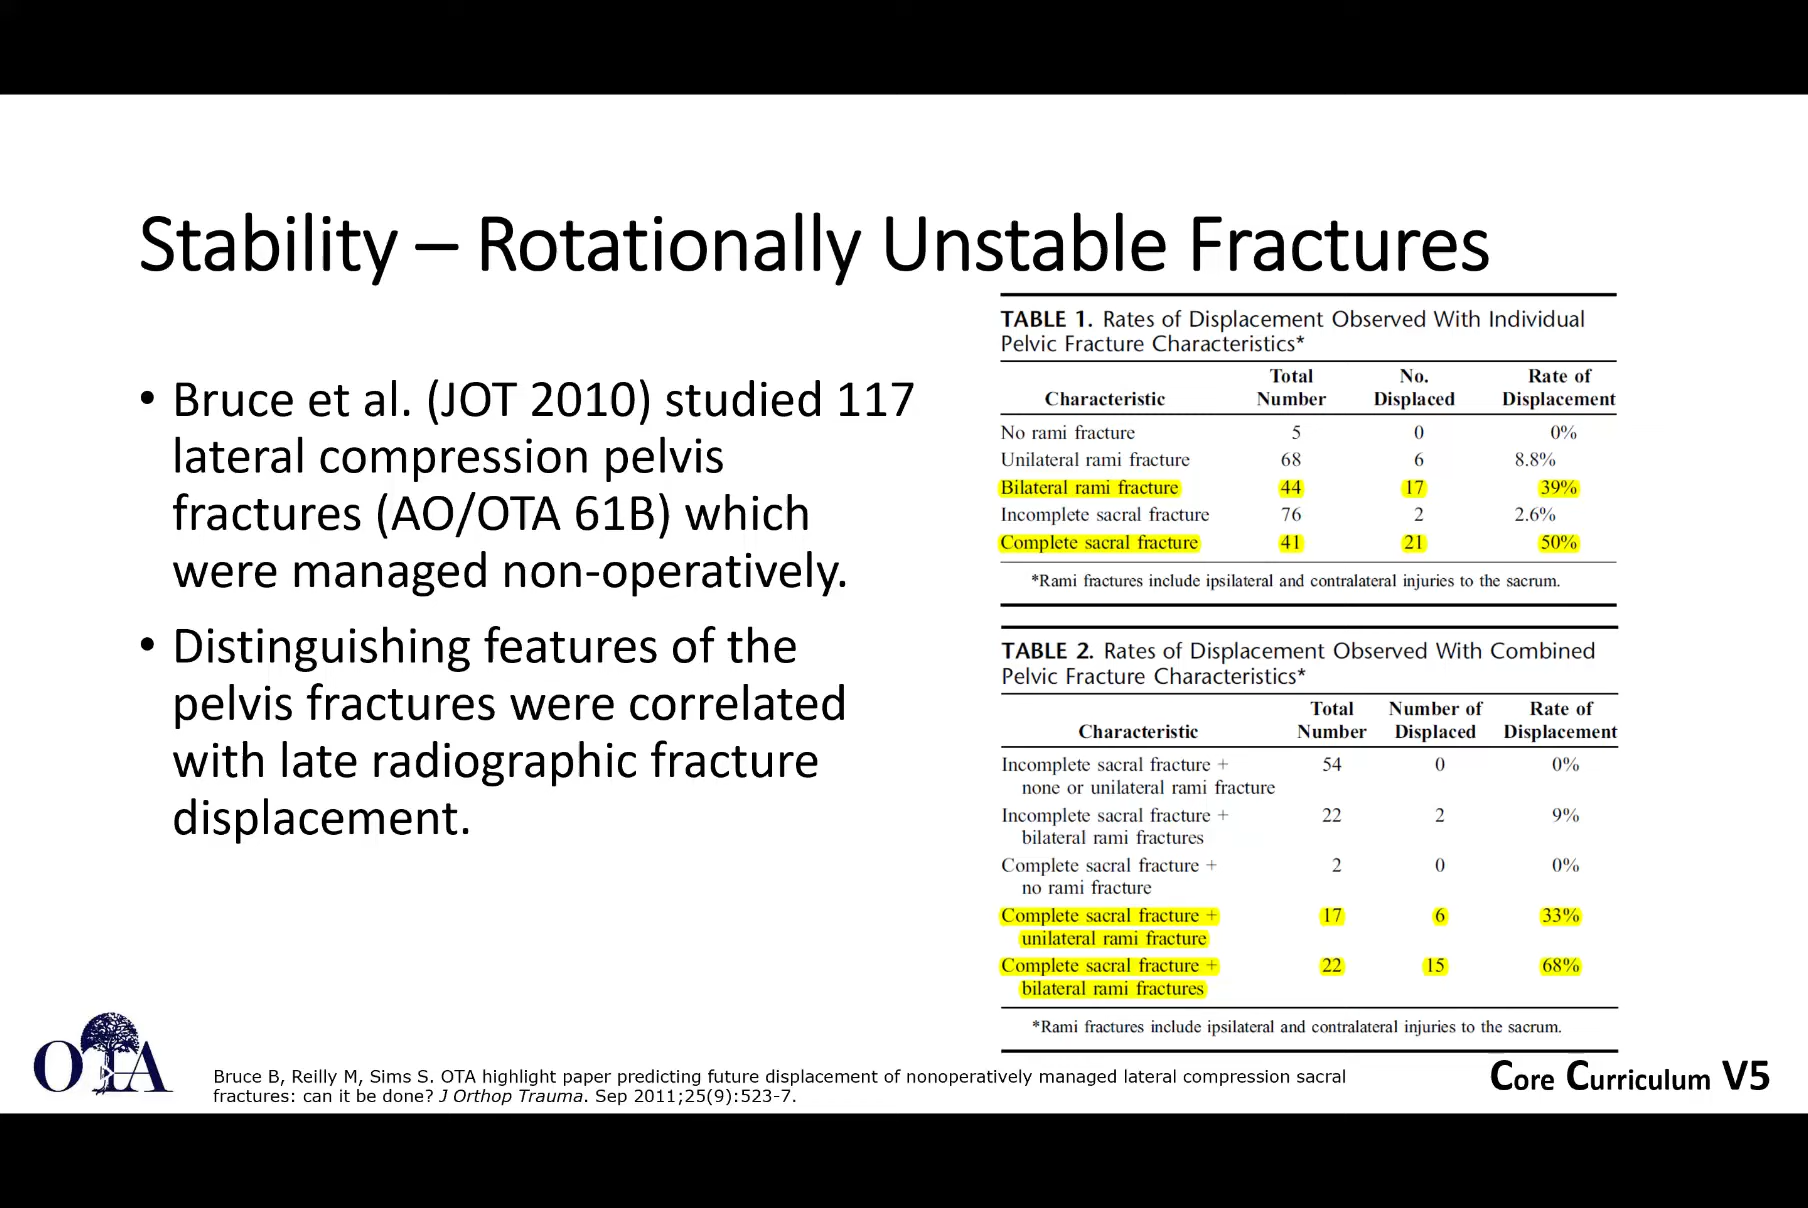 Stability – Rotationally Unstable Fractures
• Bruce et al. (JOT 2010) studied 117
lateral compression pelvis
fractures (AO/OTA 61B) which
were managed non-operatively.
• Distinguishing features of the
pelvis fractures were correlated
with late radiographic fracture
displacement.
TABLE 1. Rates of Displacement Observed With Individual
Pelvic Fracture Characteristics*
Total No. Rate of
Characteristic Number Displaced Displacement
No rami fracture 5 0 0%
Unilateral rami fracture 68 6 8.8%
Bilateral rami fracture 44 17 39%
Incomplete sacral fracture 76 2 2.6%
Complete sacral fracture 41 21 50%
*Rami fractures include ipsilateral and contralateral injuries to the sacrum.
TABLE 2. Rates of Displacement Observed With Combined
Pelvic Fracture Characteristics*
Total Number of Rate of
Characteristic Number Displaced Displacement
Incomplete sacral fracture + 54 0 0%
none or unilateral rami fracture
Incomplete sacral fracture + 22 2 9%
bilateral rami fractures
Complete sacral fracture + 2 0 0%
no rami fracture
Complete sacral fracture + 17 6 33%
unilateral rami fracture
Complete sacral fracture + 22 15 68%
bilateral rami fractures
*Rami fractures include ipsilateral and contralateral injuries to the sacrum.
OTA
Bruce B, Reilly M, Sims S. OTA highlight paper predicting future displacement of nonoperatively managed lateral compression sacral
fractures: can it be done? J Orthop Trauma. Sep 2011;25(9):523-7.
Core Curriculum V5